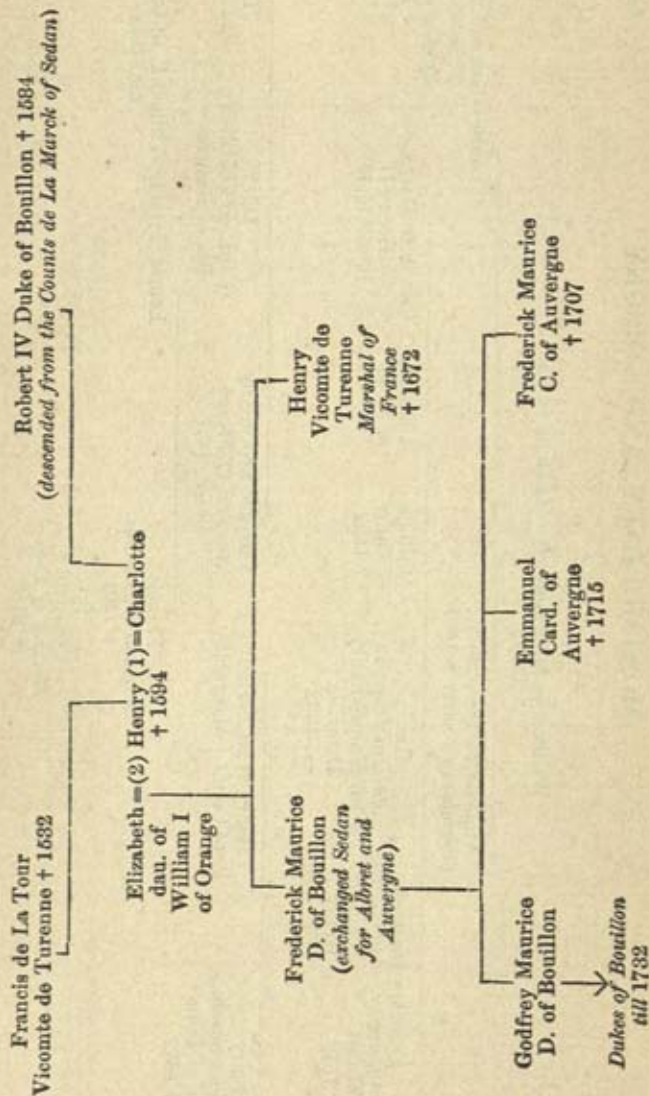 Francis de La Tour
Vicomte de Turenne † 1532
Robert IV Duke of Bouillon † 1584
(descended from the Counts de La Marck of Sedan)
Elizabeth=(2) Henry (1)=Charlotte
dau. of
† 1594
William I
of Orange
Frederick Maurice
D. of Bouillon
(exchanged Sedan
for Albret and
Auvergne)
Henry
Vicomte de
Turenne
Marshal of
France
† 1672
Godfrey Maurice
D. of Bouillon
Dukes of Bouillon
till 1732
Emmanuel
Card. of
Auvergne
† 1715
Frederick Maurice
C. of Auvergne
† 1707